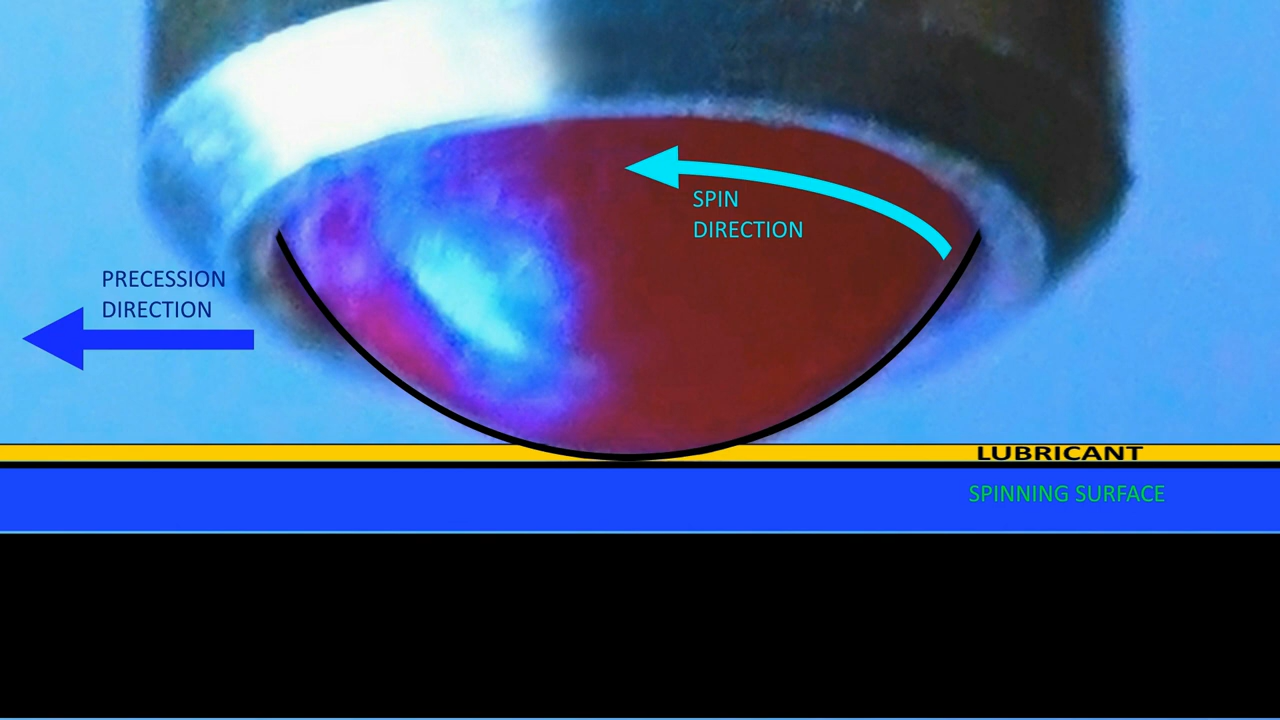 SPIN
DIRECTION
PRECESSION
DIRECTION
LUBRICANT
SPINNING SURFACE